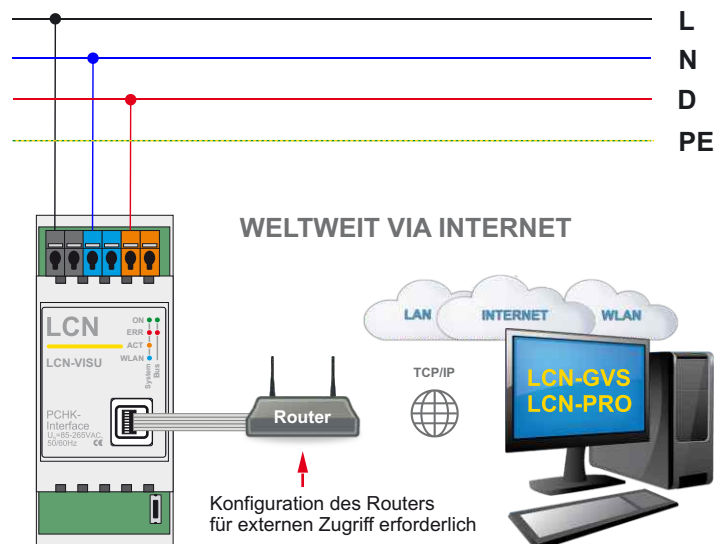 L
N
D
PE
WELTWEIT VIA INTERNET
LCN
ON
ERR
ACT
WLAN
LCN-VISU
System
Bus
PCHK-
Interface
Uₙ=85-265VAC,
50/60Hz CE
Router
LAN
INTERNET
WLAN
TCP/IP
LCN-GVS
LCN-PRO
Konfiguration des Routers
für externen Zugriff erforderlich